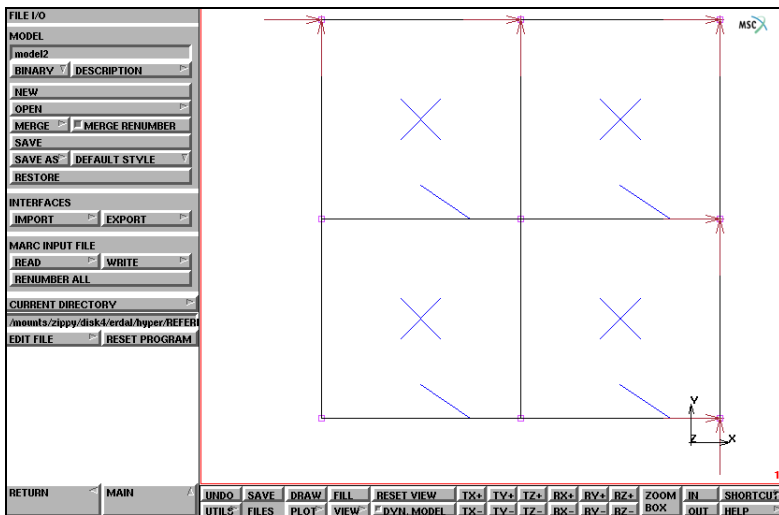 FILE I/O
MODEL
model2
BINARY DESCRIPTION
NEW
OPEN
MERGE MERGE RENUMBER
SAVE
SAVE AS DEFAULT STYLE
RESTORE
INTERFACES
IMPORT EXPORT
MARC INPUT FILE
READ WRITE
RENUMBER ALL
CURRENT DIRECTORY
/mounts/zippy/disk4/erdal/hyper/REFERI
EDIT FILE RESET PROGRAM
MSC
Y
Z X
1
RETURN MAIN
UNDO SAVE DRAW FILL RESET VIEW TX+ TY+ TZ+ RX+ RY+ RZ+ ZOOM IN SHORTCUT
UTILS FILES PLOT VIEW DYN. MODEL TX- TY- TZ- RX- RY- RZ- BOX OUT HELP